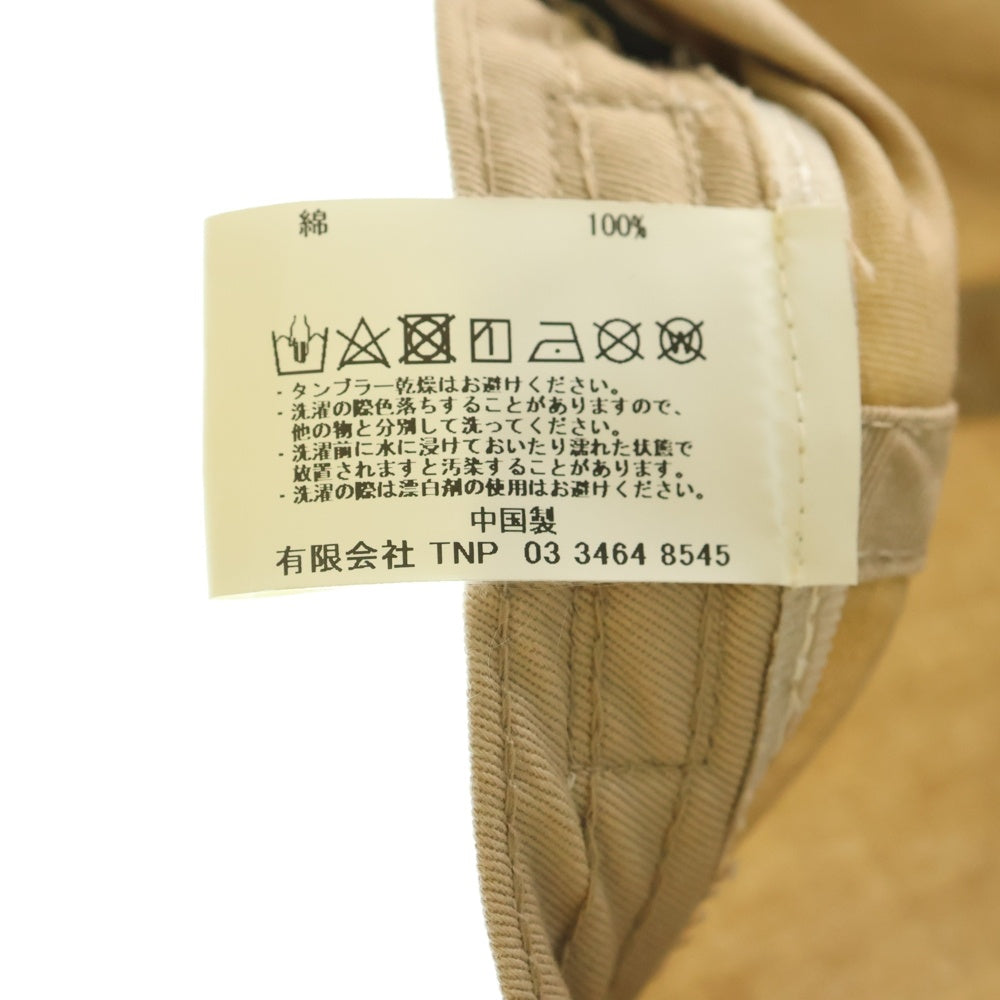 綿 100%
- タンブラー乾燥はお避けください。
- 洗濯の際色落ちすることがありますので、
他の物と分別して洗ってください。
- 洗濯前に水に浸けておいたり濡れた状態で
放置されますと汚染することがあります。
- 洗濯の際は漂白剤の使用はお避けください。
中国製
有限会社 TNP 03 3464 8545